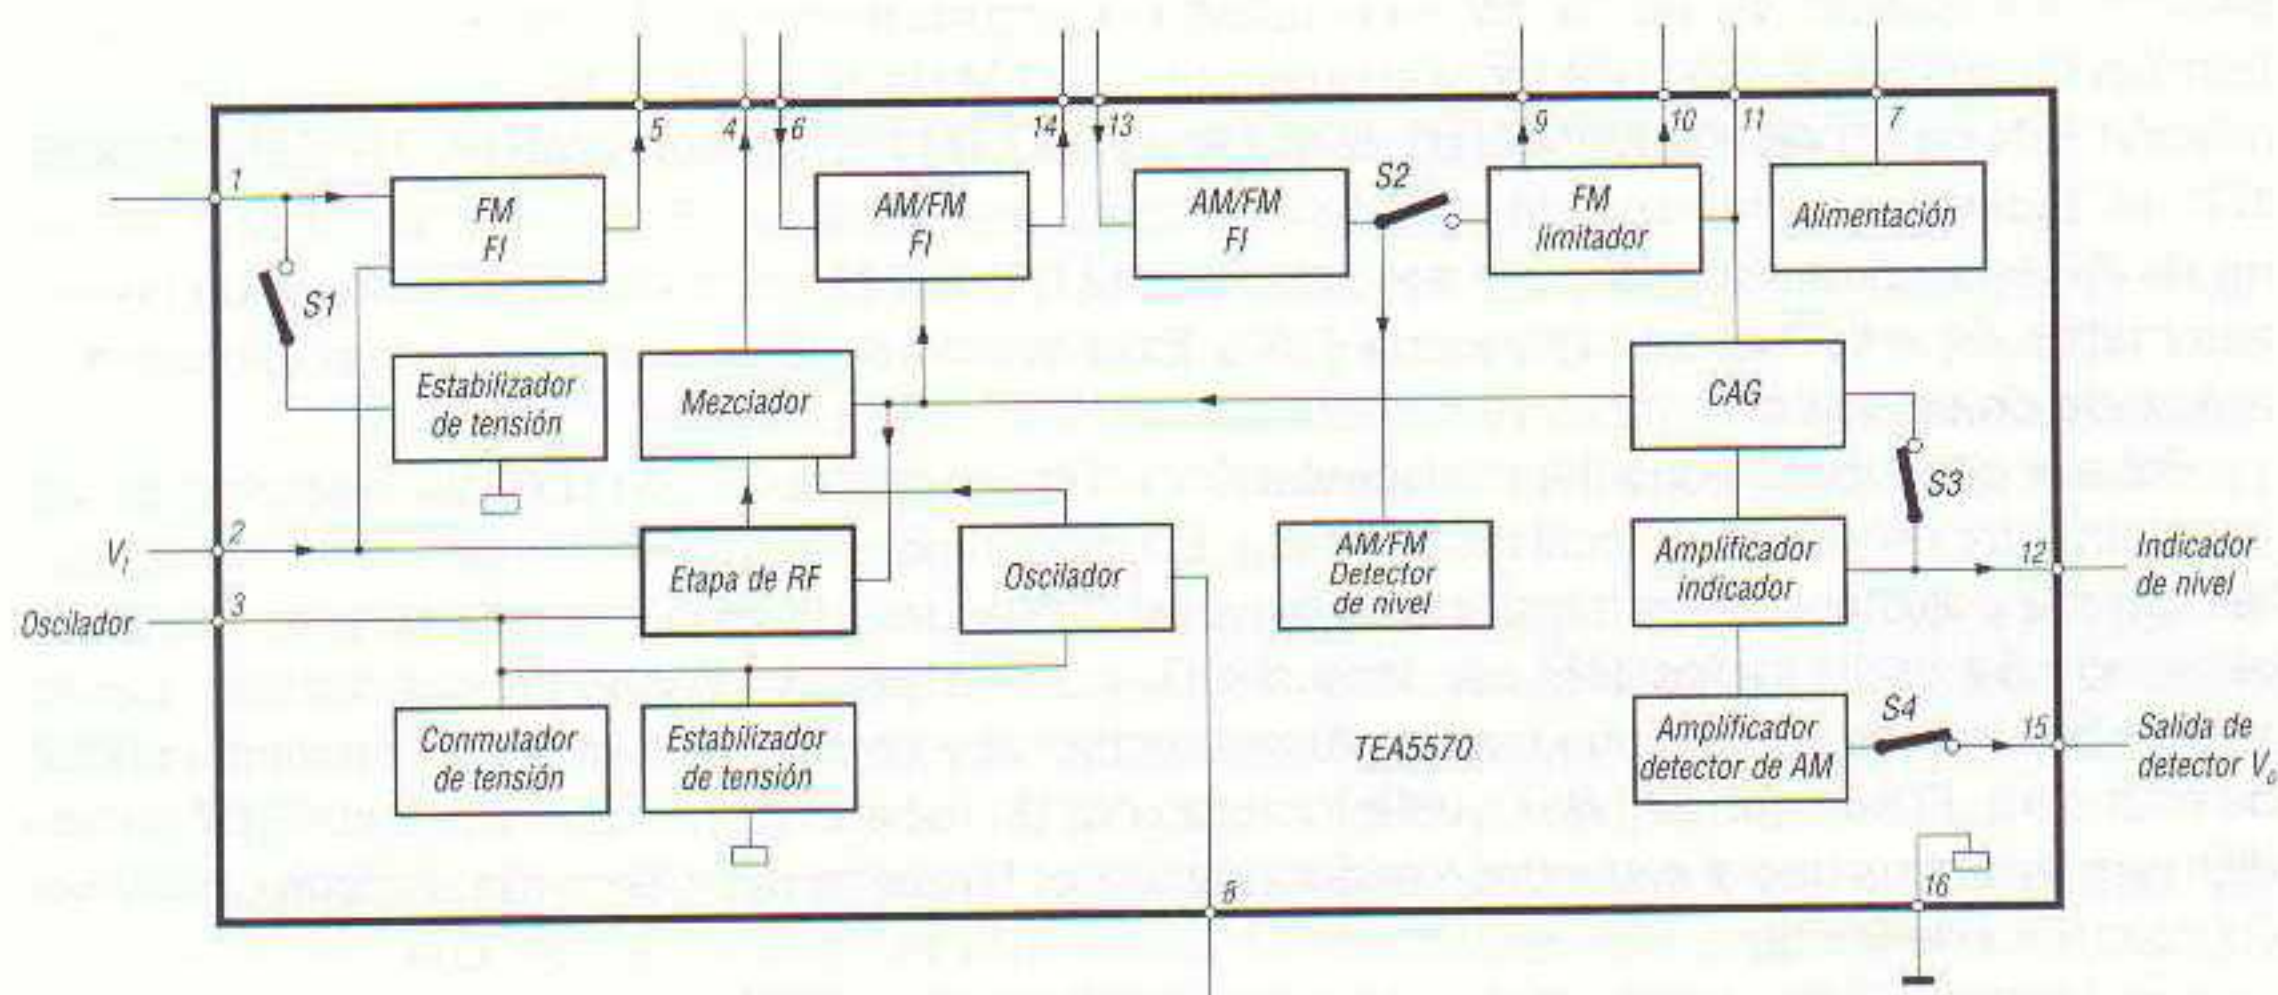 5
4
6
14
13
9
10
11
7
1
FM
FI
AM/FM
FI
AM/FM
FI
S2
FM
limitador
Alimentación
S1
Estabilizador
de tensión
Mezciador
CAG
S3
2
V
3
Oscilador
Etapa de RF
Oscilador
AM/FM
Detector
de nivel
Amplificador
indicador
12
Indicador
de nivel
Conmutador
de tensión
Estabilizador
de tensión
TEA5570
Amplificador
detector de AM
S4
15
Salida de
detector Vo
8
16